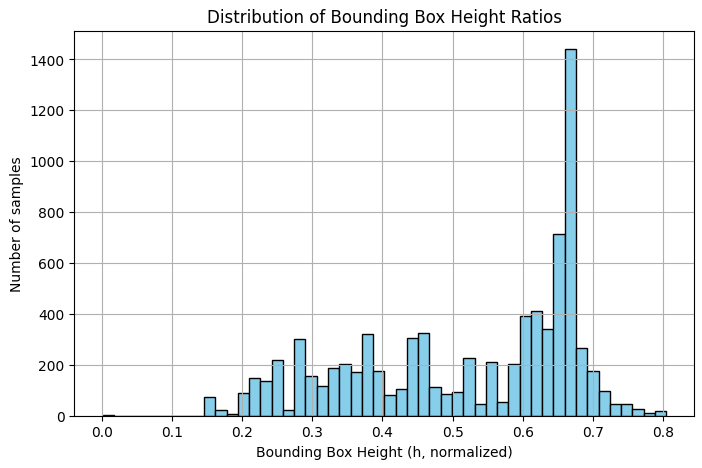 Distribution of Bounding Box Height Ratios
Number of samples
1400
1200
1000
800
600
400
200
0
0.0 0.1 0.2 0.3 0.4 0.5 0.6 0.7 0.8
Bounding Box Height (h, normalized)